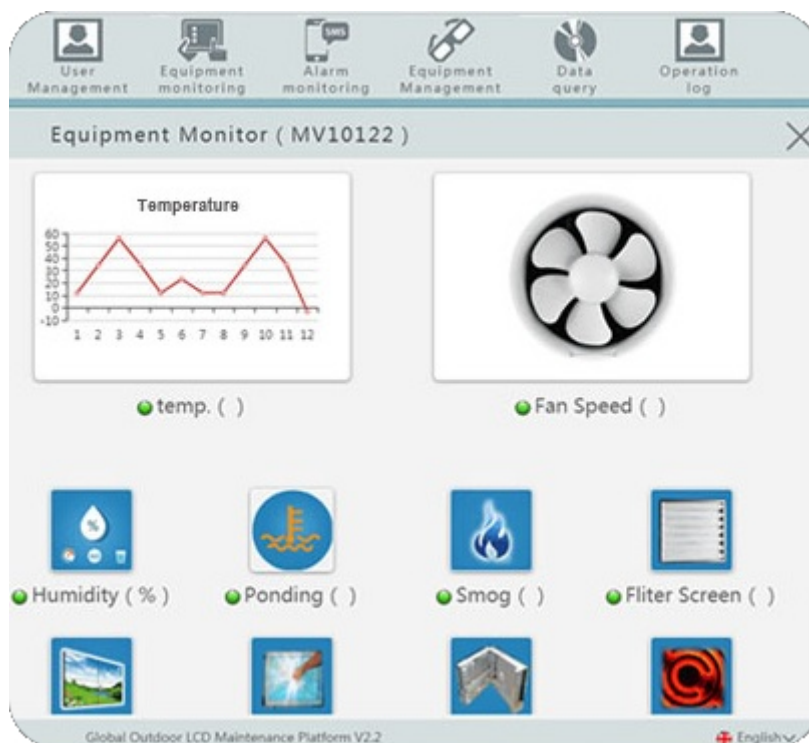 SMS
User Management
Equipment monitoring
Alarm monitoring
Equipment Management
Data query
Operation log
Equipment Monitor ( MV10122 )
Temperature
60
50
40
30
20
10
0
-10
1 2 3 4 5 6 7 8 9 10 11 12
temp. ( )
Fan Speed ( )
%
Humidity ( % )
Ponding ( )
Smog ( )
Fliter Screen ( )
Global Outdoor LCD Maintenance Platform V2.2
English